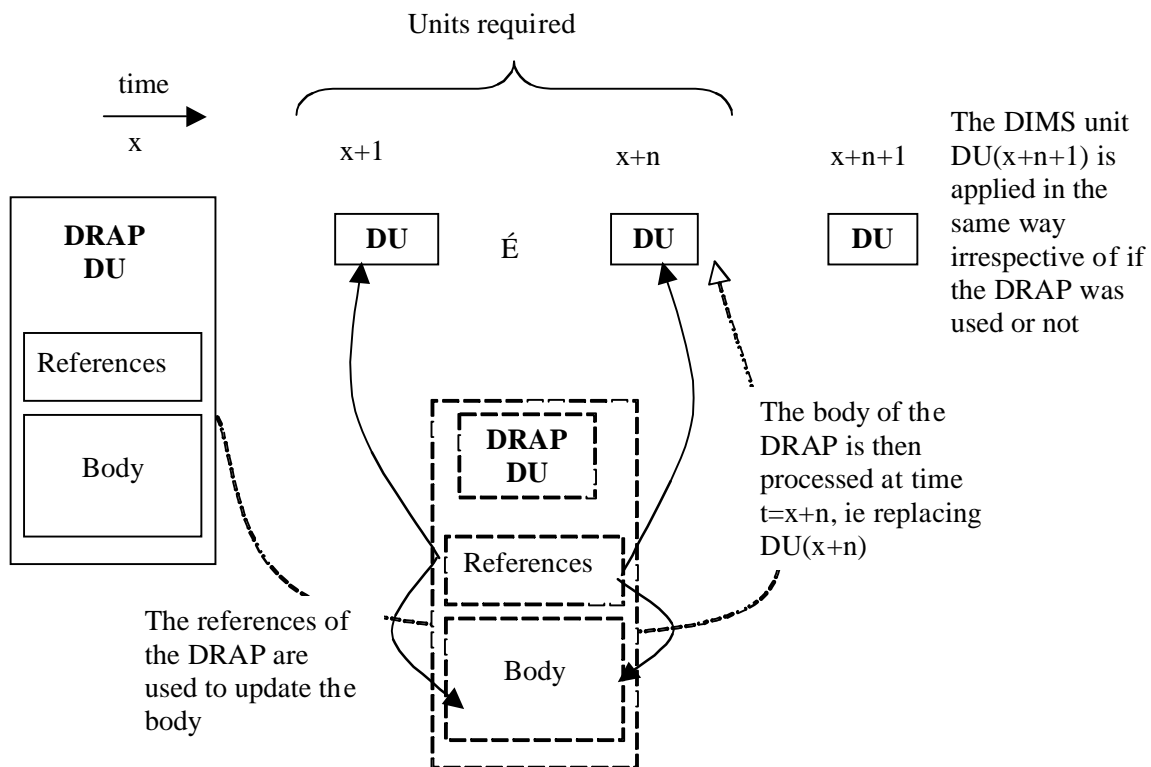 Units required
time
x
x+1
x+n
x+n+1
The DIMS unit
DU(x+n+1) is
applied in the
same way
irrespective of if
the DRAP was
used or not
DRAP
DU
References
Body
DU
É
DU
DU
DRAP
DU
References
Body
The references of
the DRAP are
used to update the
body
The body of the
DRAP is then
processed at time
t=x+n, ie replacing
DU(x+n)